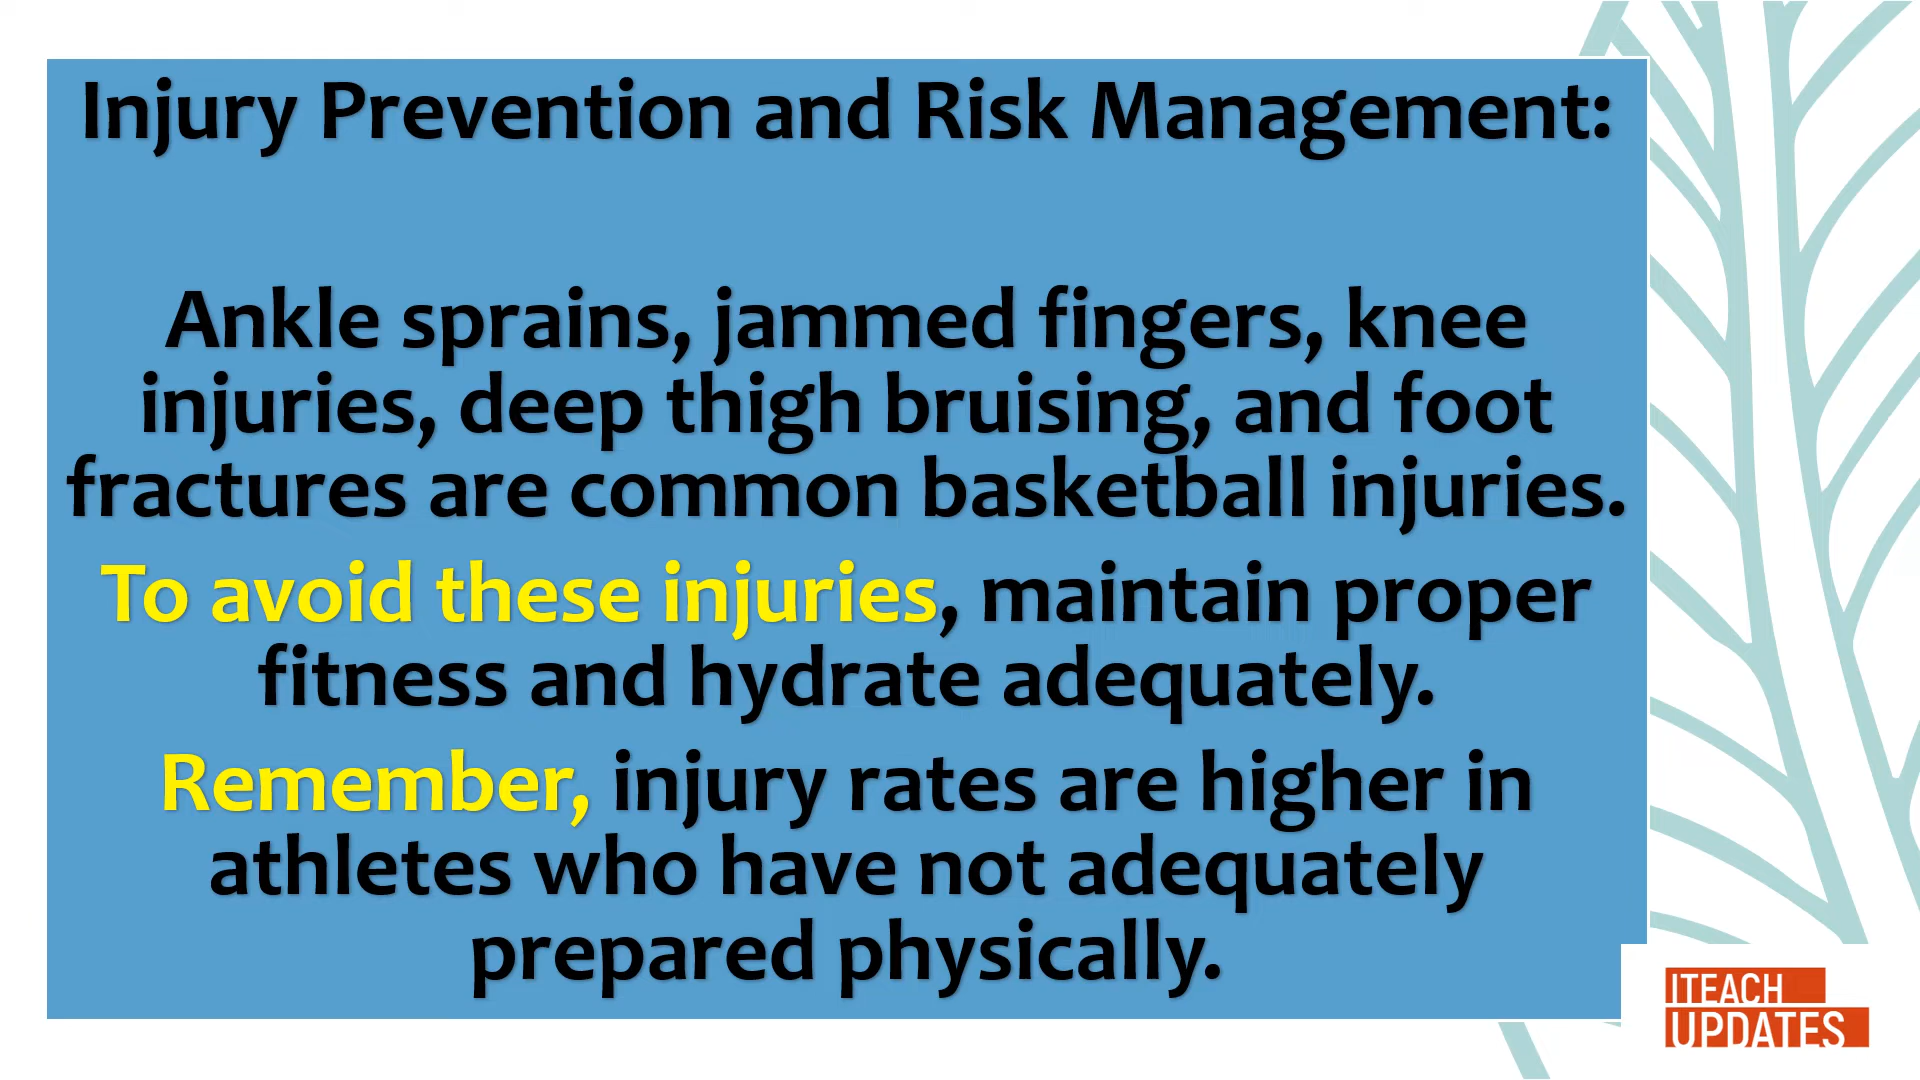 Injury Prevention and Risk Management:
Ankle sprains, jammed fingers, knee
injuries, deep thigh bruising, and foot
fractures are common basketball injuries.
To avoid these injuries, maintain proper
fitness and hydrate adequately.
Remember, injury rates are higher in
athletes who have not adequately
prepared physically.
ITEACH
UPDATES